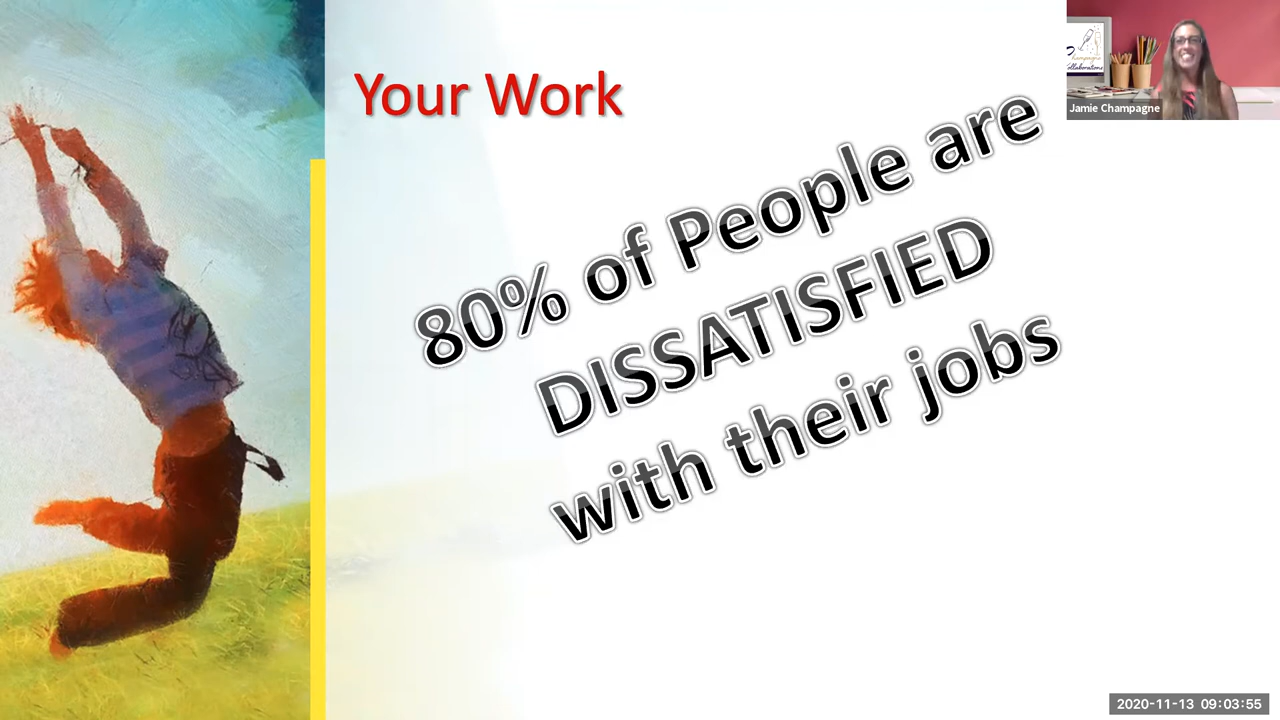 Your Work
80% of People are
DISSATISFIED
with their jobs
Jamie Champagne
2020-11-13 09:03:55